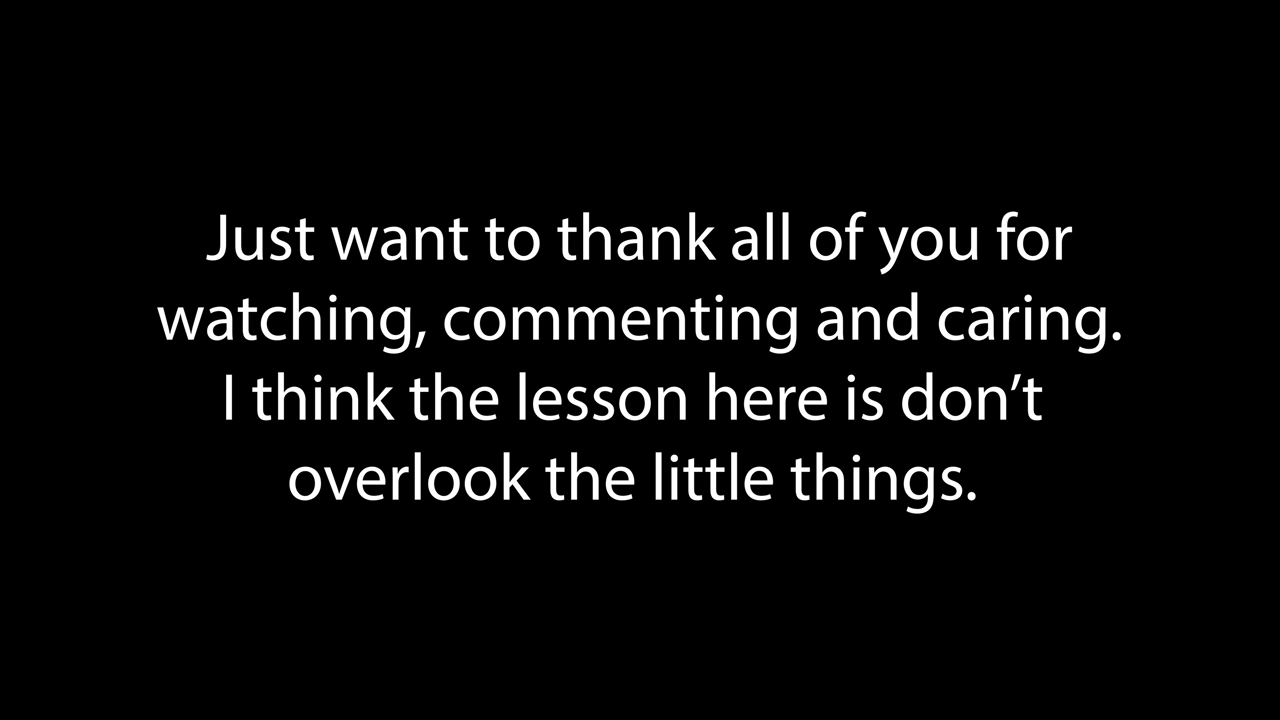 Just want to thank all of you for
watching, commenting and caring.
I think the lesson here is don’t
overlook the little things.